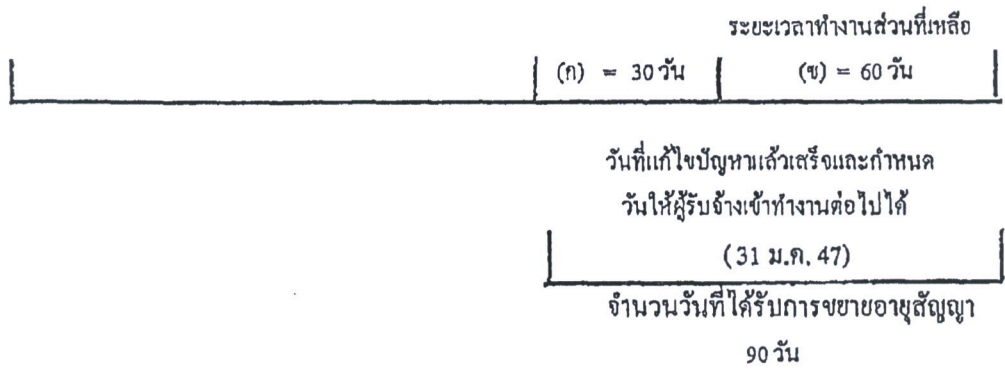 ระยะเวลาทำงานส่วนที่เหลือ
(ก) = 30 วัน (ข) = 60 วัน
วันที่แก้ไขปัญหาแล้วเสร็จและกำหนด
วันให้ผู้รับจ้างเข้าทำงานต่อไปได้
(31 ม.ค. 47)
จำนวนวันที่ได้รับการขยายอายุสัญญา
90 วัน